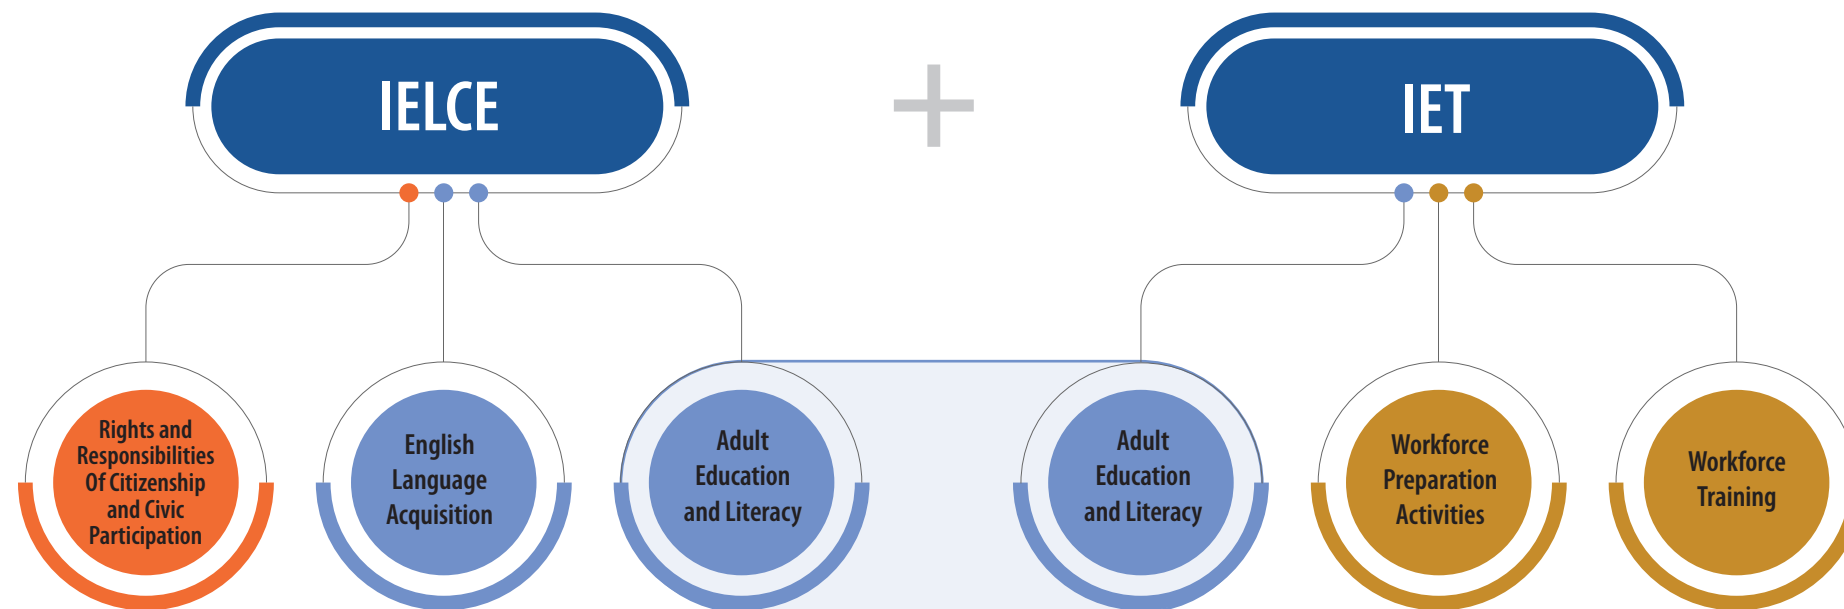 IELCE
+
IET
Rights and
Responsibilities
Of Citizenship
and Civic
Participation
English
Language
Acquisition
Adult
Education
and Literacy
Adult
Education
and Literacy
Workforce
Preparation
Activities
Workforce
Training